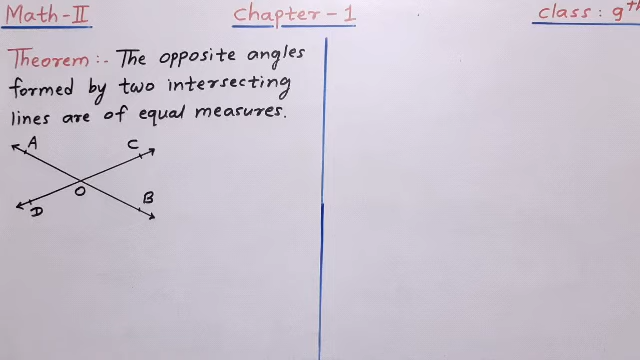 Math-II Chapter-1 class: 9th
Theorem:- The opposite angles
formed by two intersecting
lines are of equal measures.
A C
O
D B